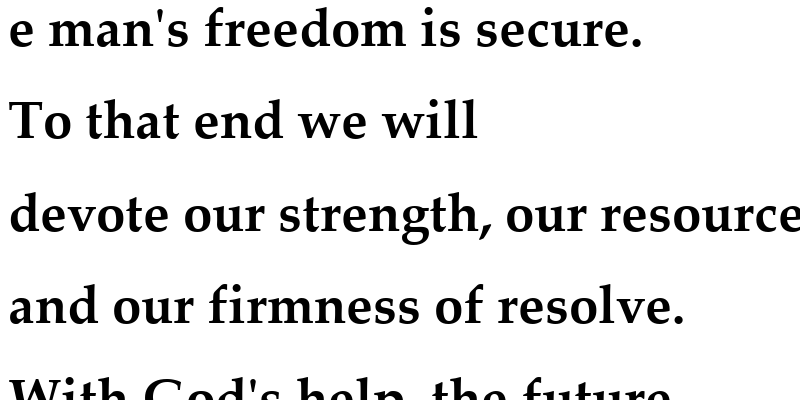 e man's freedom is secure.
To that end we will
devote our strength, our resource
and our firmness of resolve.
With God's help, the future